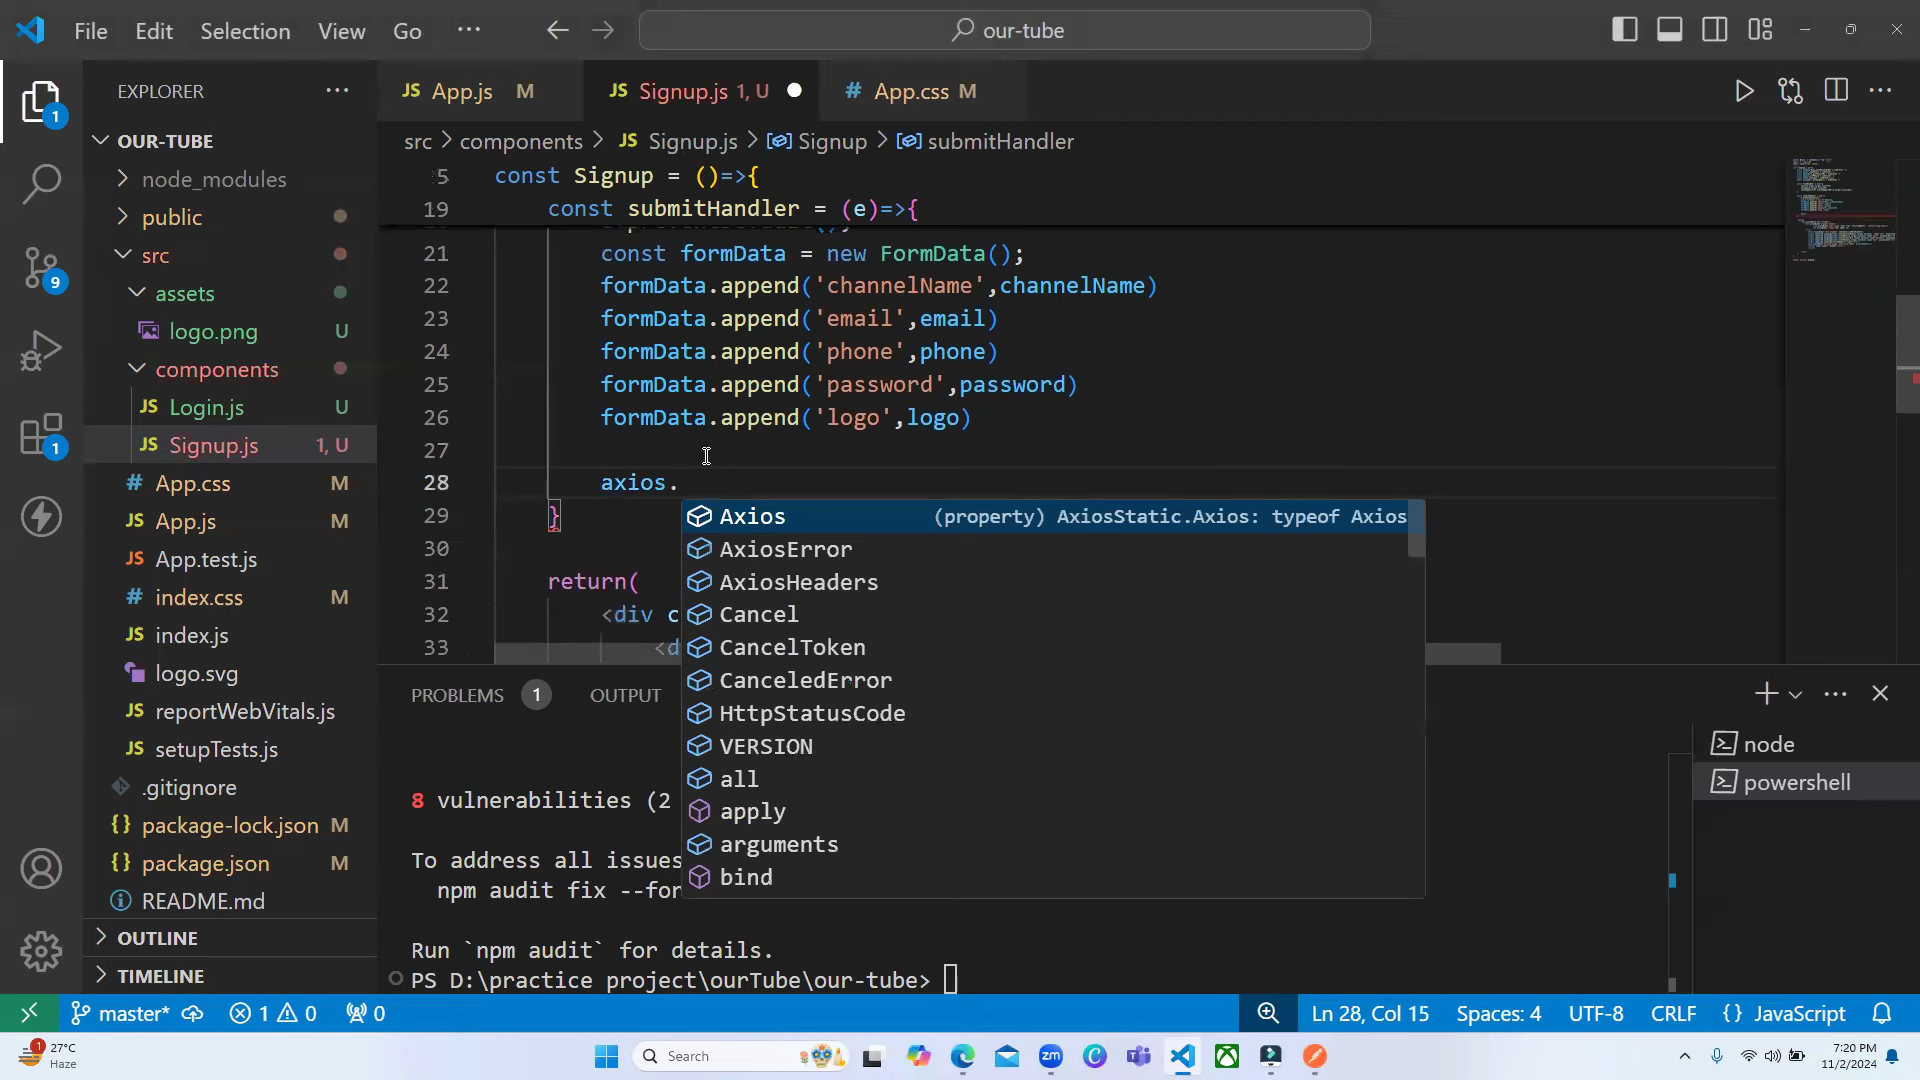 File Edit Selection View Go ··· our-tube
EXPLORER ···
OUR-TUBE
node_modules
public
src
assets
logo.png U
components
Login.js U
Signup.js 1, U
App.css M
App.js M
App.test.js
index.css M
index.js
logo.svg
reportWebVitals.js
setupTests.js
.gitignore
package-lock.json M
package.json M
README.md
OUTLINE
TIMELINE
1
9
1
JS App.js M JS Signup.js 1, U # App.css M
src > components > JS Signup.js > Signup > submitHandler
5 const Signup = ()=>{
19 const submitHandler = (e)=>{
21 const formData = new FormData();
22 formData.append('channelName',channelName)
23 formData.append('email',email)
24 formData.append('phone',phone)
25 formData.append('password',password)
26 formData.append('logo',logo)
27
28 axios.
29 }
30
31 return(
32 <div c
33 <d
Axios (property) AxiosStatic.Axios: typeof Axios
AxiosError
AxiosHeaders
Cancel
CancelToken
CanceledError
HttpStatusCode
VERSION
all
apply
arguments
bind
PROBLEMS 1 OUTPUT
8 vulnerabilities (2
To address all issues
npm audit fix --for
Run `npm audit` for details.
PS D:\practice project\ourTube\our-tube>
node
powershell
master* 1 0 0 Ln 28, Col 15 Spaces: 4 UTF-8 CRLF {} JavaScript
1 27°C
Haze
Search
zm
7:20 PM
11/2/2024